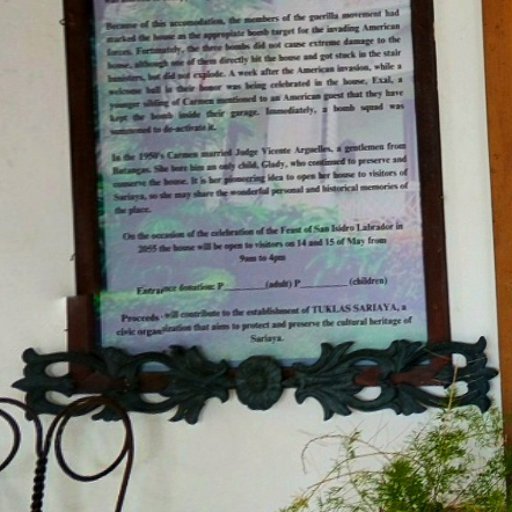 Because of this accomodation, the members of the guerilla movement had
marked the house as the appropiate bomb target for the invading American
forces. Fortunately, the three bombs did not cause extreme damage to the
house, although one of them directly hit the house and got stuck in the stair
banisters, but did not explode. A week after the American invasion, while a
welcome ball in their honor was being celebrated in the house, Exal, a
younger sibling of Carmen mentioned to an American guest that they have
kept the bomb inside their garage. Immediately, a bomb squad was
summoned to de-activate it.
In the 1950's Carmen married Judge Vicente Arguelles, a gentlemen from
Batangas. She bore him an only child, Glady, who continued to preserve and
conserve the house. It is her pioneering idea to open her house to visitors of
Sariaya, so she may share the wonderful personal and historical memories of
the place.
On the occasion of the celebration of the Feast of San Isidro Labrador in
2055 the house will be open to visitors on 14 and 15 of May from
9am to 4pm
Entrance donation: P________(adult) P_________ (children)
Proceeds will contribute to the establishment of TUKLAS SARIAYA, a
civic organization that aims to protect and preserve the cultural heritage of
Sariaya.